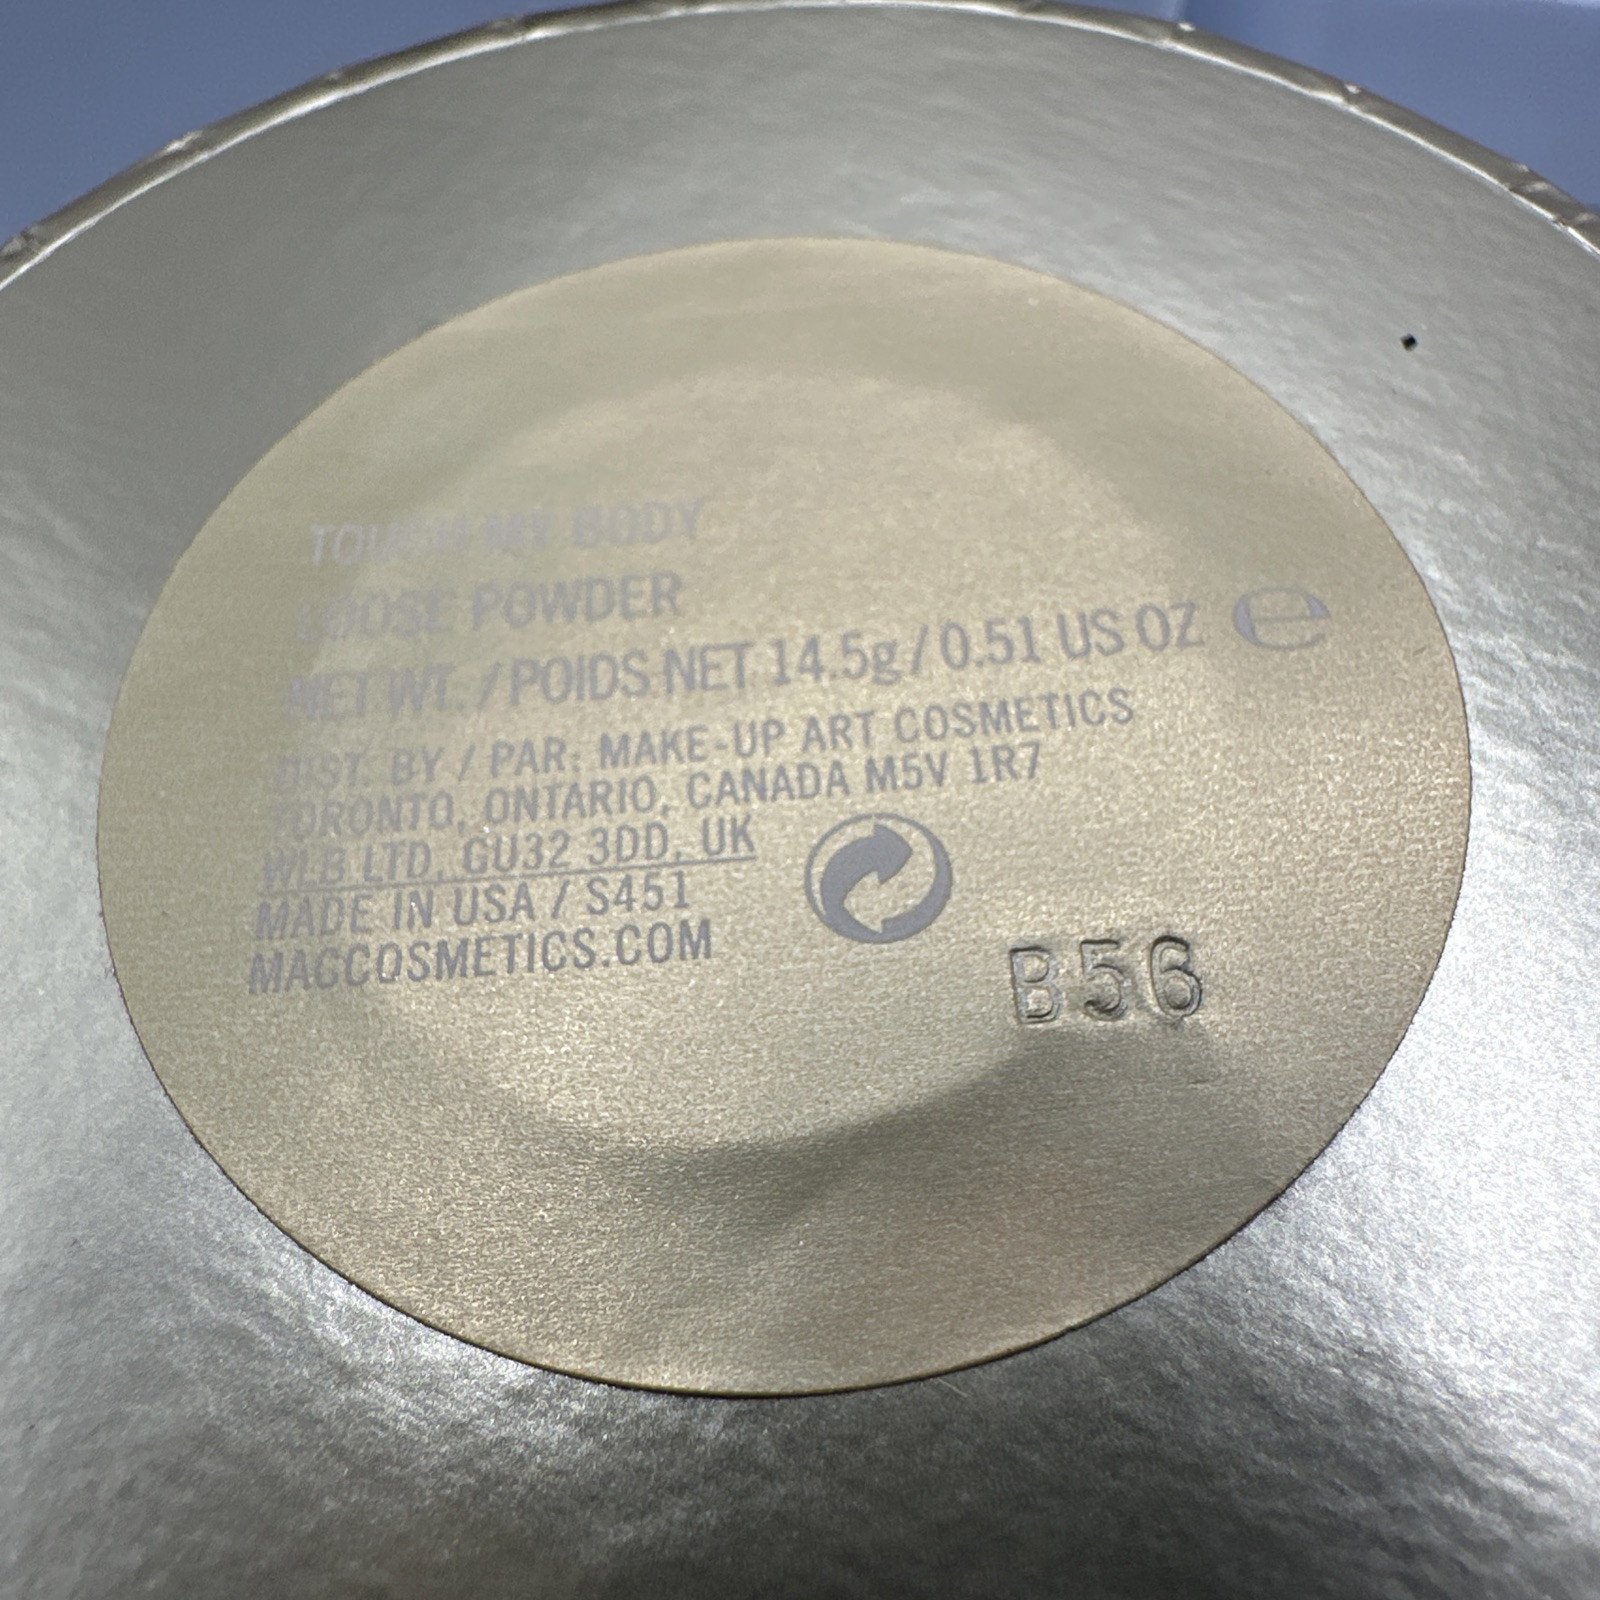 TOUCH MY BODY
LOOSE POWDER
NET WT. / POIDS NET 14.5g / 0.51 US OZ ℮
DIST. BY / PAR: MAKE-UP ART COSMETICS
TORONTO, ONTARIO, CANADA M5V 1R7
WLB LTD, GU32 3DD, UK
MADE IN USA / S451
MACCOSMETICS.COM
B56